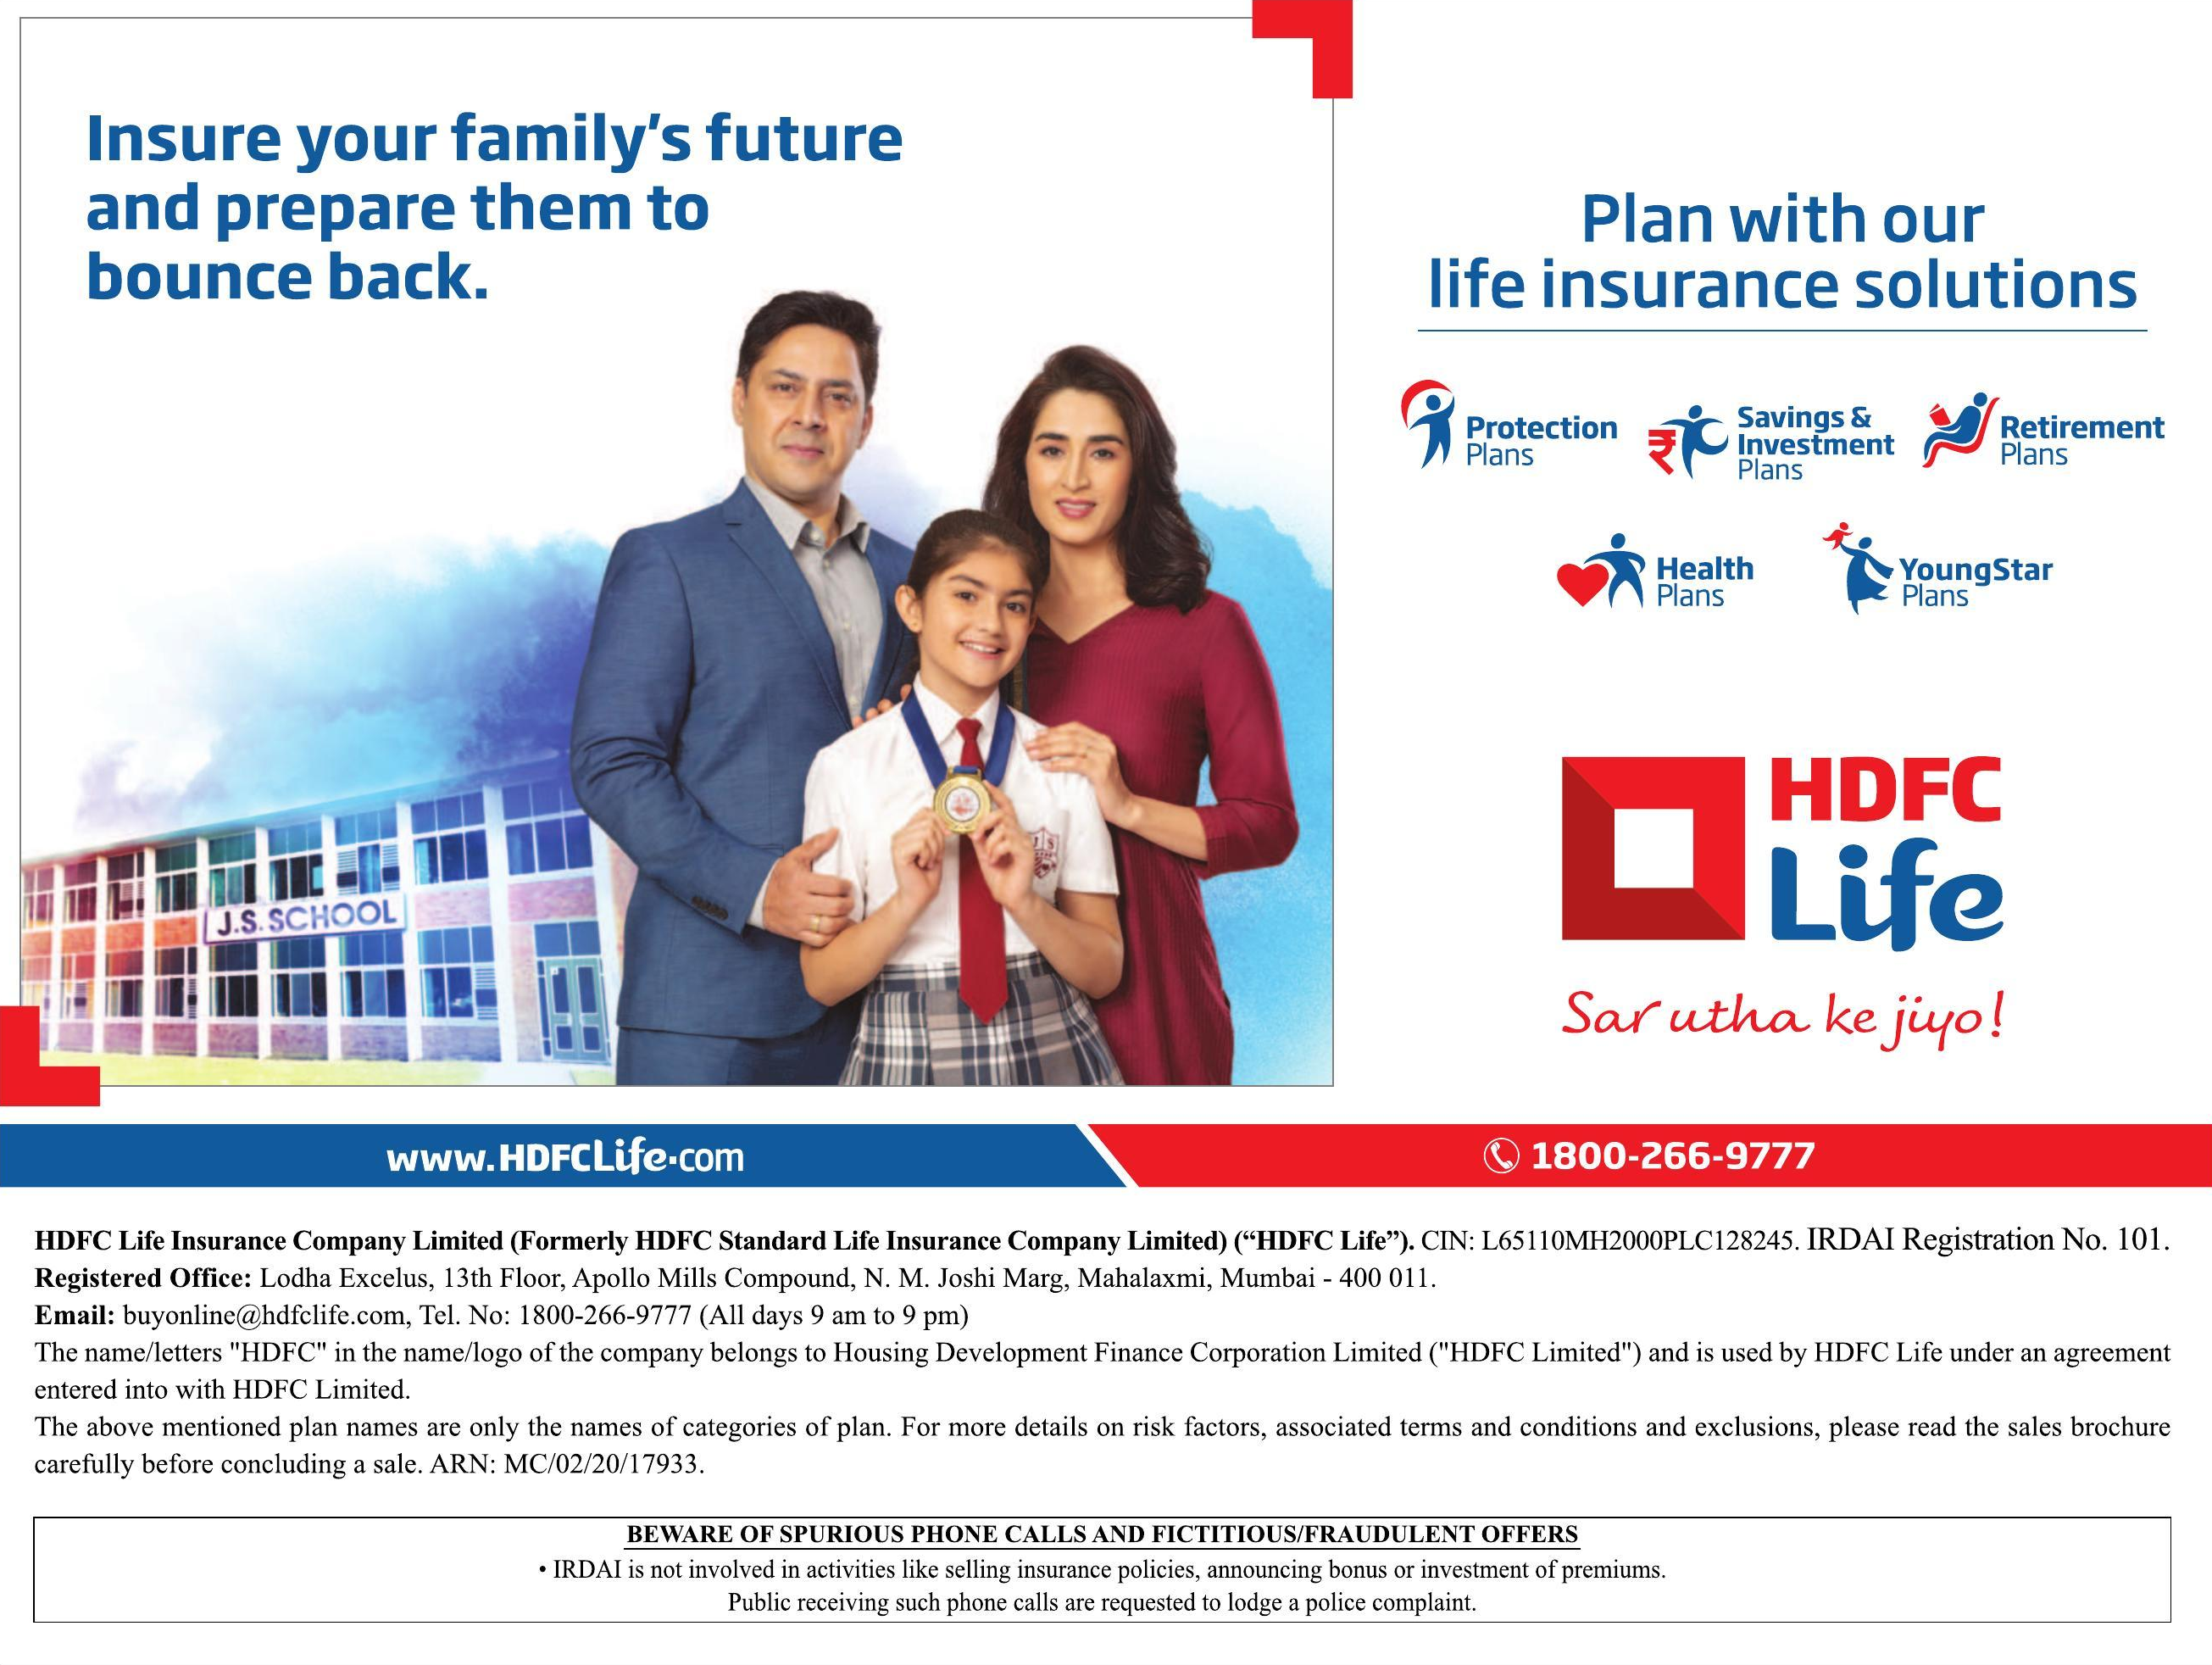 Insure your family's future
and prepare them to
bounce back.
J.S. SCHOOL
J S
Plan with our
life insurance solutions
Protection
Plans
Savings &
Investment
Plans
Retirement
Plans
Health
Plans
YoungStar
Plans
HDFC
Life
Sar utha ke jiyo!
www.HDFCLife.com
1800-266-9777
HDFC Life Insurance Company Limited (Formerly HDFC Standard Life Insurance Company Limited) (“HDFC Life”). CIN: L65110MH2000PLC128245. IRDAI Registration No. 101.
Registered Office: Lodha Excelus, 13th Floor, Apollo Mills Compound, N. M. Joshi Marg, Mahalaxmi, Mumbai - 400 011.
Email: buyonline@hdfclife.com, Tel. No: 1800-266-9777 (All days 9 am to 9 pm)
The name/letters "HDFC" in the name/logo of the company belongs to Housing Development Finance Corporation Limited ("HDFC Limited") and is used by HDFC Life under an agreement
entered into with HDFC Limited.
The above mentioned plan names are only the names of categories of plan. For more details on risk factors, associated terms and conditions and exclusions, please read the sales brochure
carefully before concluding a sale. ARN: MC/02/20/17933.
BEWARE OF SPURIOUS PHONE CALLS AND FICTITIOUS/FRAUDULENT OFFERS
• IRDAI is not involved in activities like selling insurance policies, announcing bonus or investment of premiums.
Public receiving such phone calls are requested to lodge a police complaint.